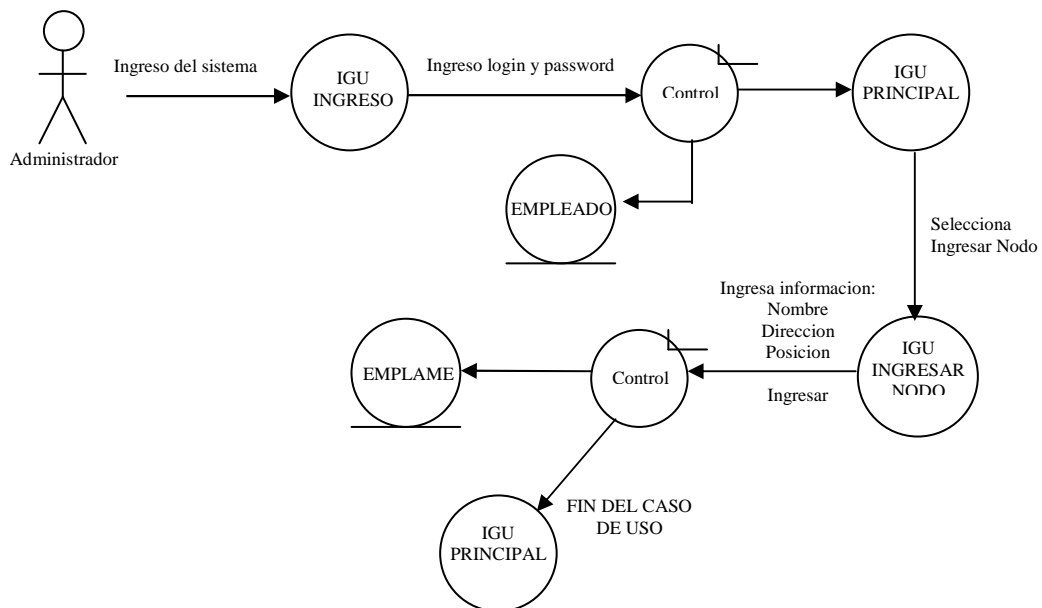 Administrador
Ingreso del sistema
IGU
INGRESO
Ingreso login y password
Control
IGU
PRINCIPAL
EMPLEADO
Selecciona
Ingresar Nodo
IGU
INGRESAR
NODO
Ingresa informacion:
Nombre
Direccion
Posicion
Ingresar
Control
EMPLAME
FIN DEL CASO
DE USO
IGU
PRINCIPAL